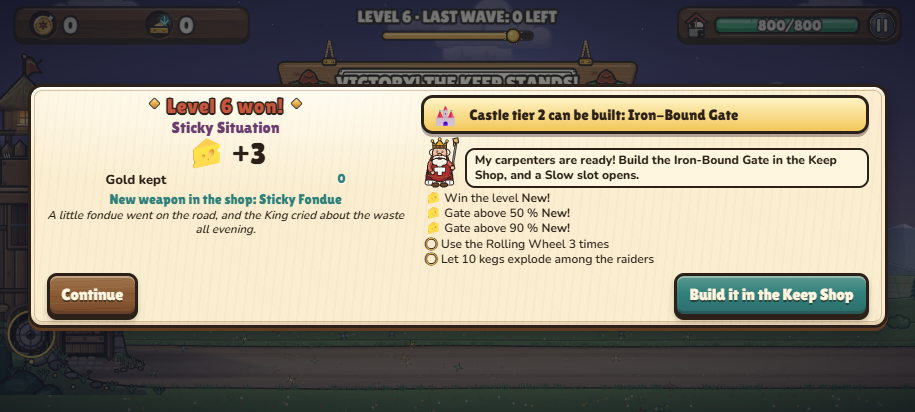 0
0
LEVEL 6 · LAST WAVE: 0 LEFT
800/800
VICTORY! THE KEEP STANDS!
Level 6 won!
Sticky Situation
+3
Gold kept 0
New weapon in the shop: Sticky Fondue
A little fondue went on the road, and the King cried about the waste
all evening.
Continue
Castle tier 2 can be built: Iron-Bound Gate
My carpenters are ready! Build the Iron-Bound Gate in the Keep
Shop, and a Slow slot opens.
Win the level New!
Gate above 50 % New!
Gate above 90 % New!
Use the Rolling Wheel 3 times
Let 10 kegs explode among the raiders
Build it in the Keep Shop